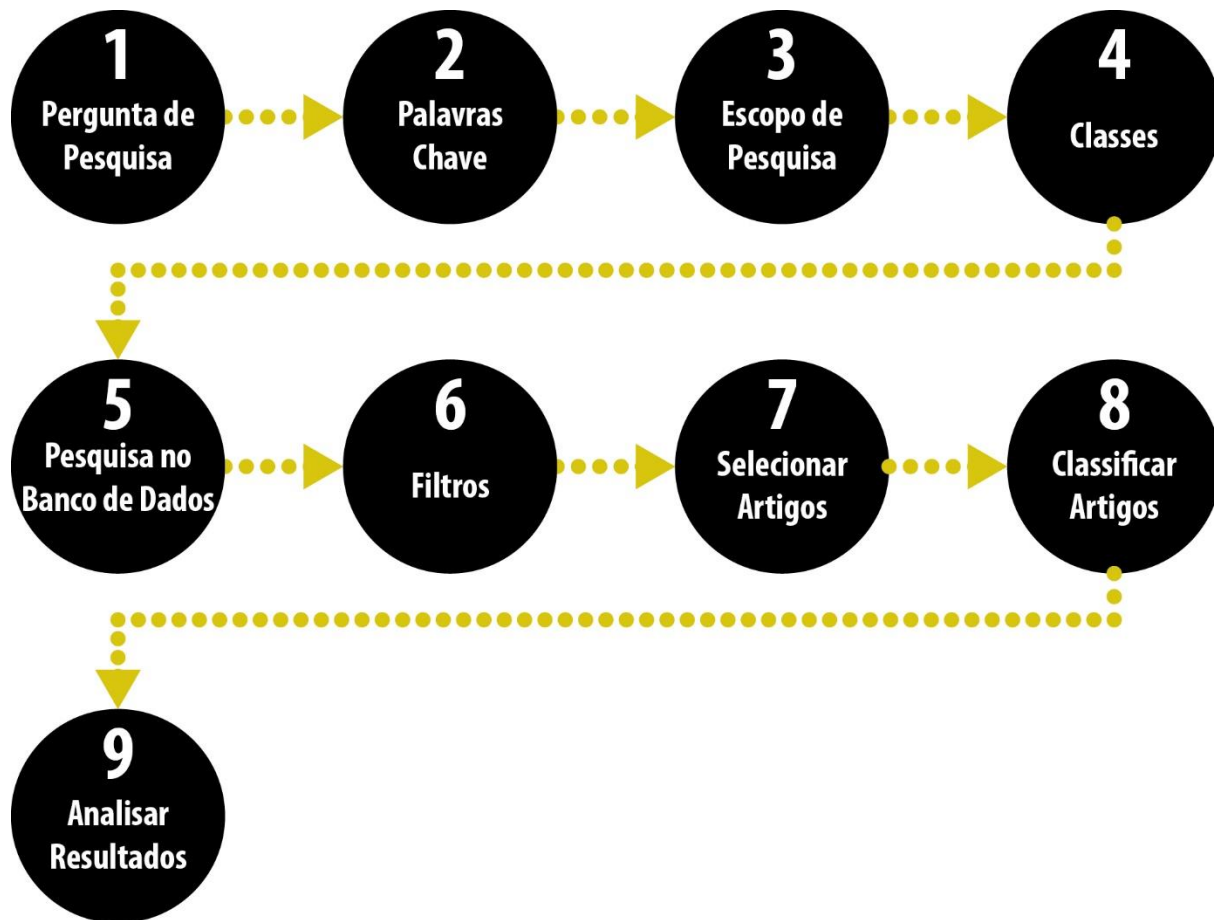 1
Pergunta de
Pesquisa
2
Palavras
Chave
3
Escopo de
Pesquisa
4
Classes
5
Pesquisa no
Banco de Dados
6
Filtros
7
Selecionar
Artigos
8
Classificar
Artigos
9
Analisar
Resultados